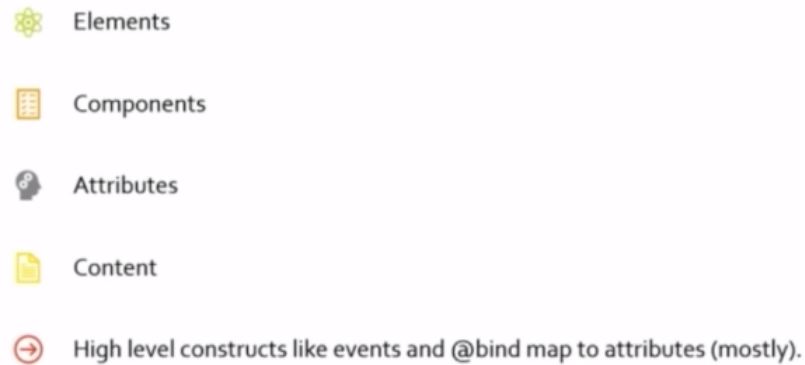 Elements
Components
Attributes
Content
High level constructs like events and @bind map to attributes (mostly).